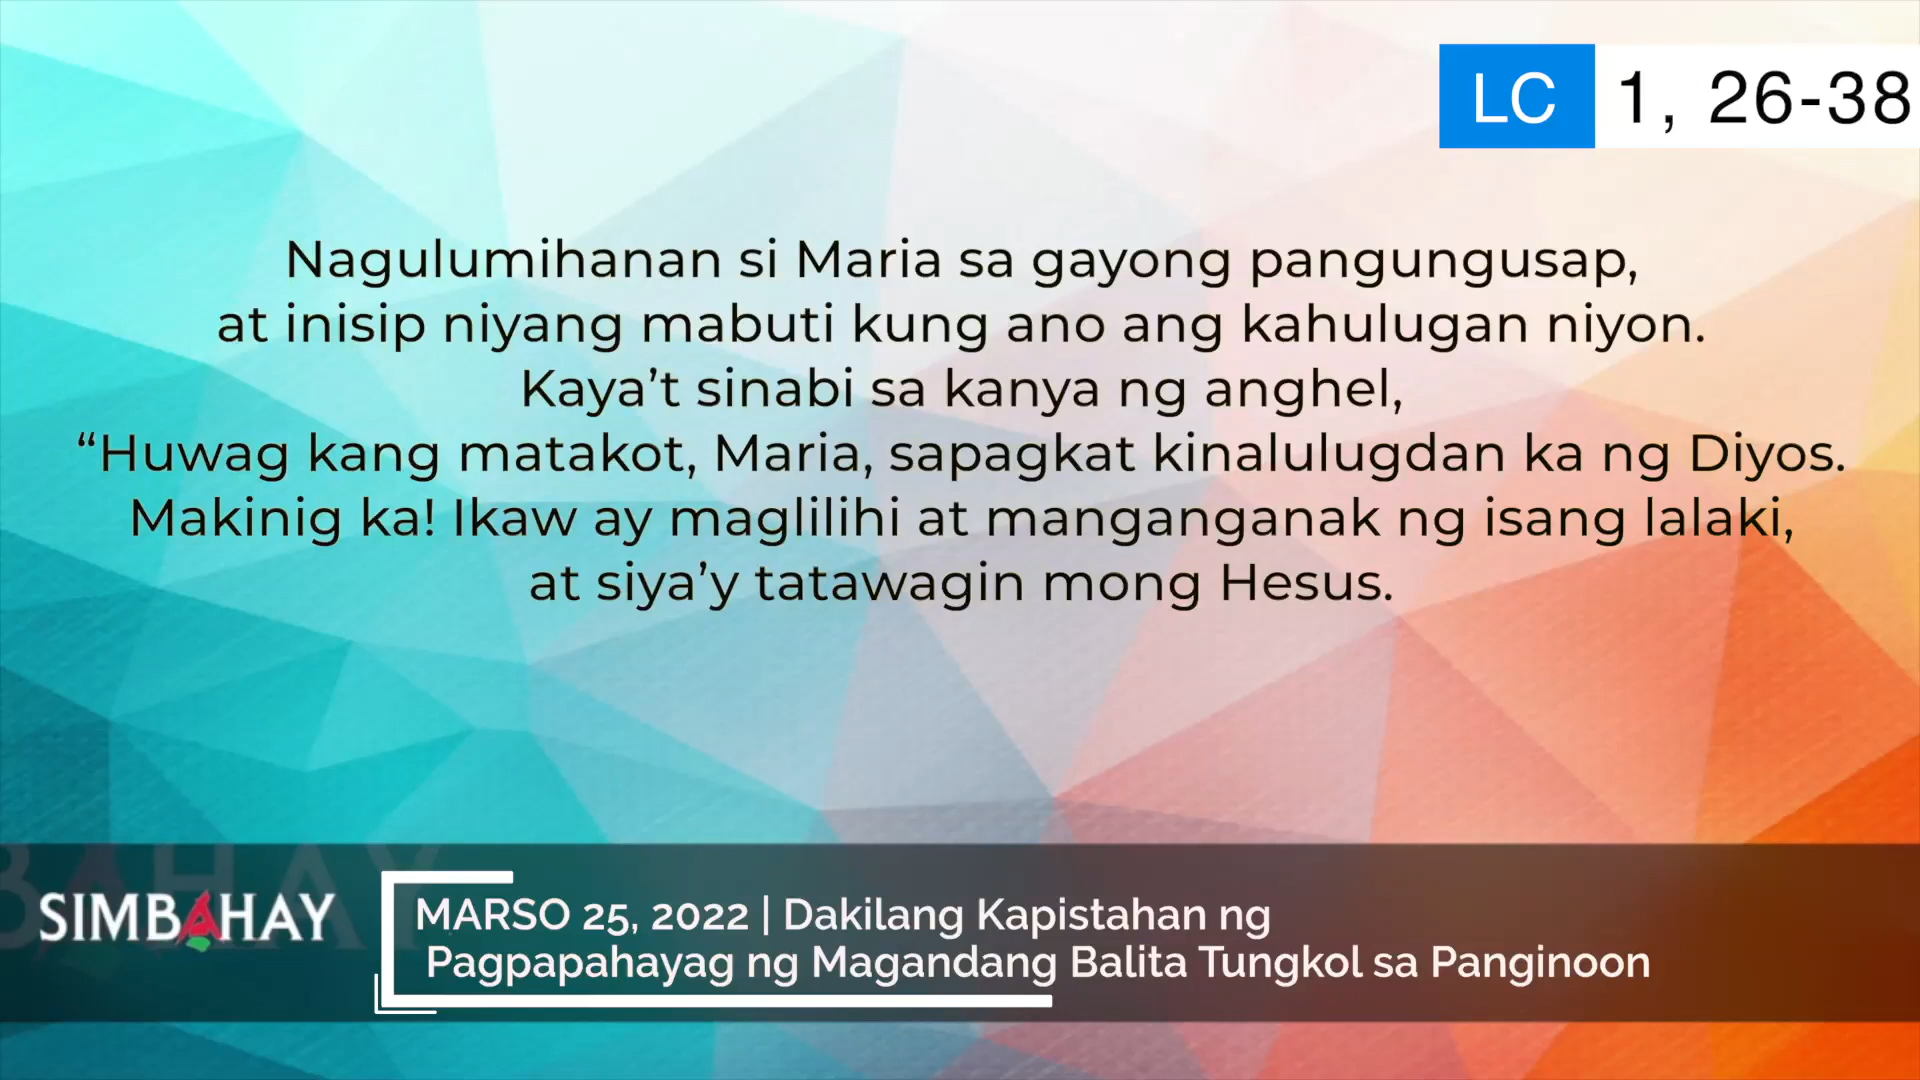 LC 1, 26-38
Nagulumihanan si Maria sa gayong pangungusap,
at inisip niyang mabuti kung ano ang kahulugan niyon.
Kaya’t sinabi sa kanya ng anghel,
“Huwag kang matakot, Maria, sapagkat kinalulugdan ka ng Diyos.
Makinig ka! Ikaw ay maglilihi at manganganak ng isang lalaki,
at siya’y tatawagin mong Hesus.
SIMBAHAY
MARSO 25, 2022 | Dakilang Kapistahan ng
Pagpapahayag ng Magandang Balita Tungkol sa Panginoon